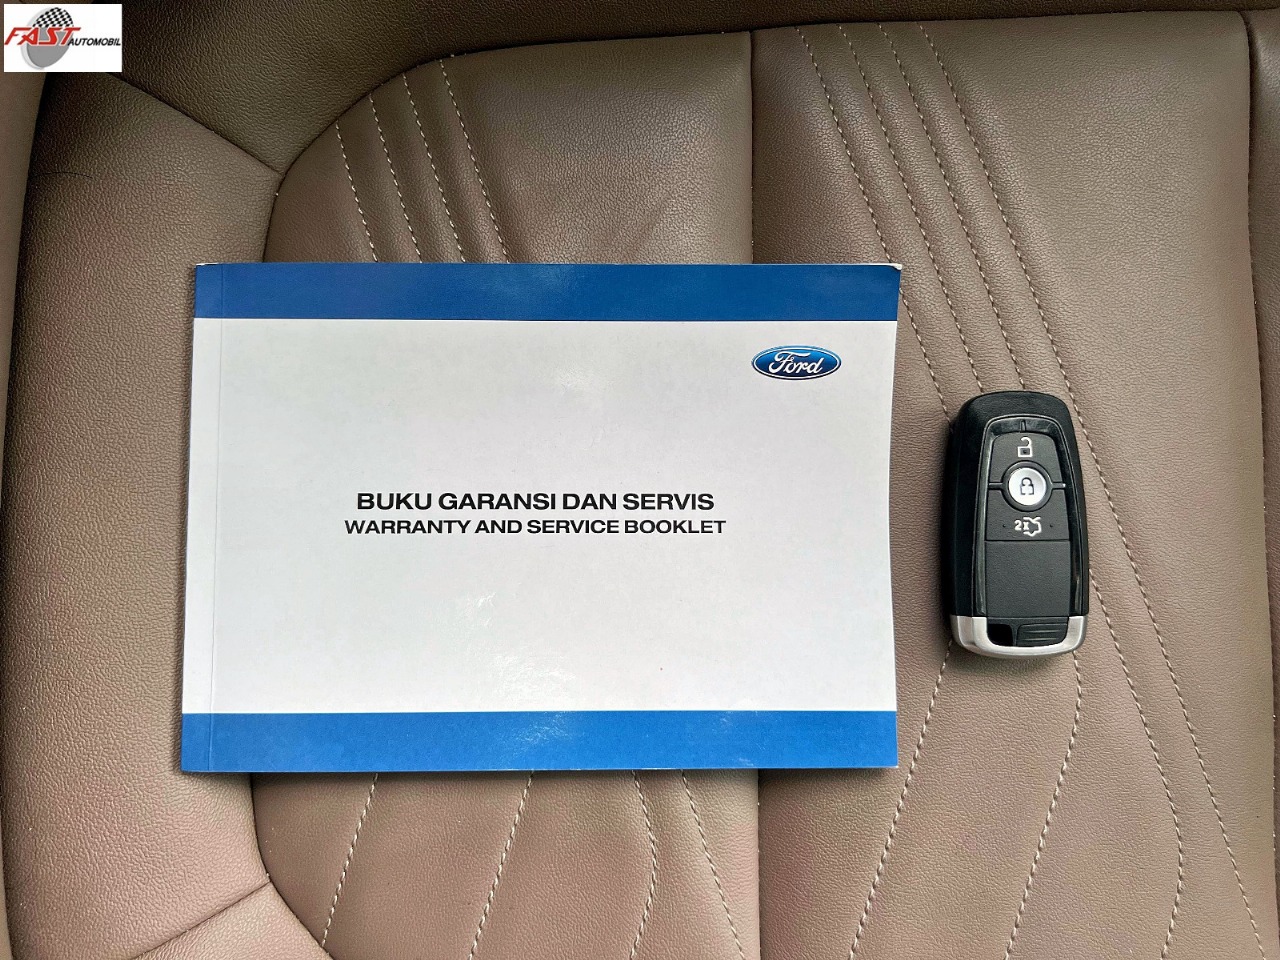 FAST AUTOMOBIL
Ford
BUKU GARANSI DAN SERVIS
WARRANTY AND SERVICE BOOKLET
2x